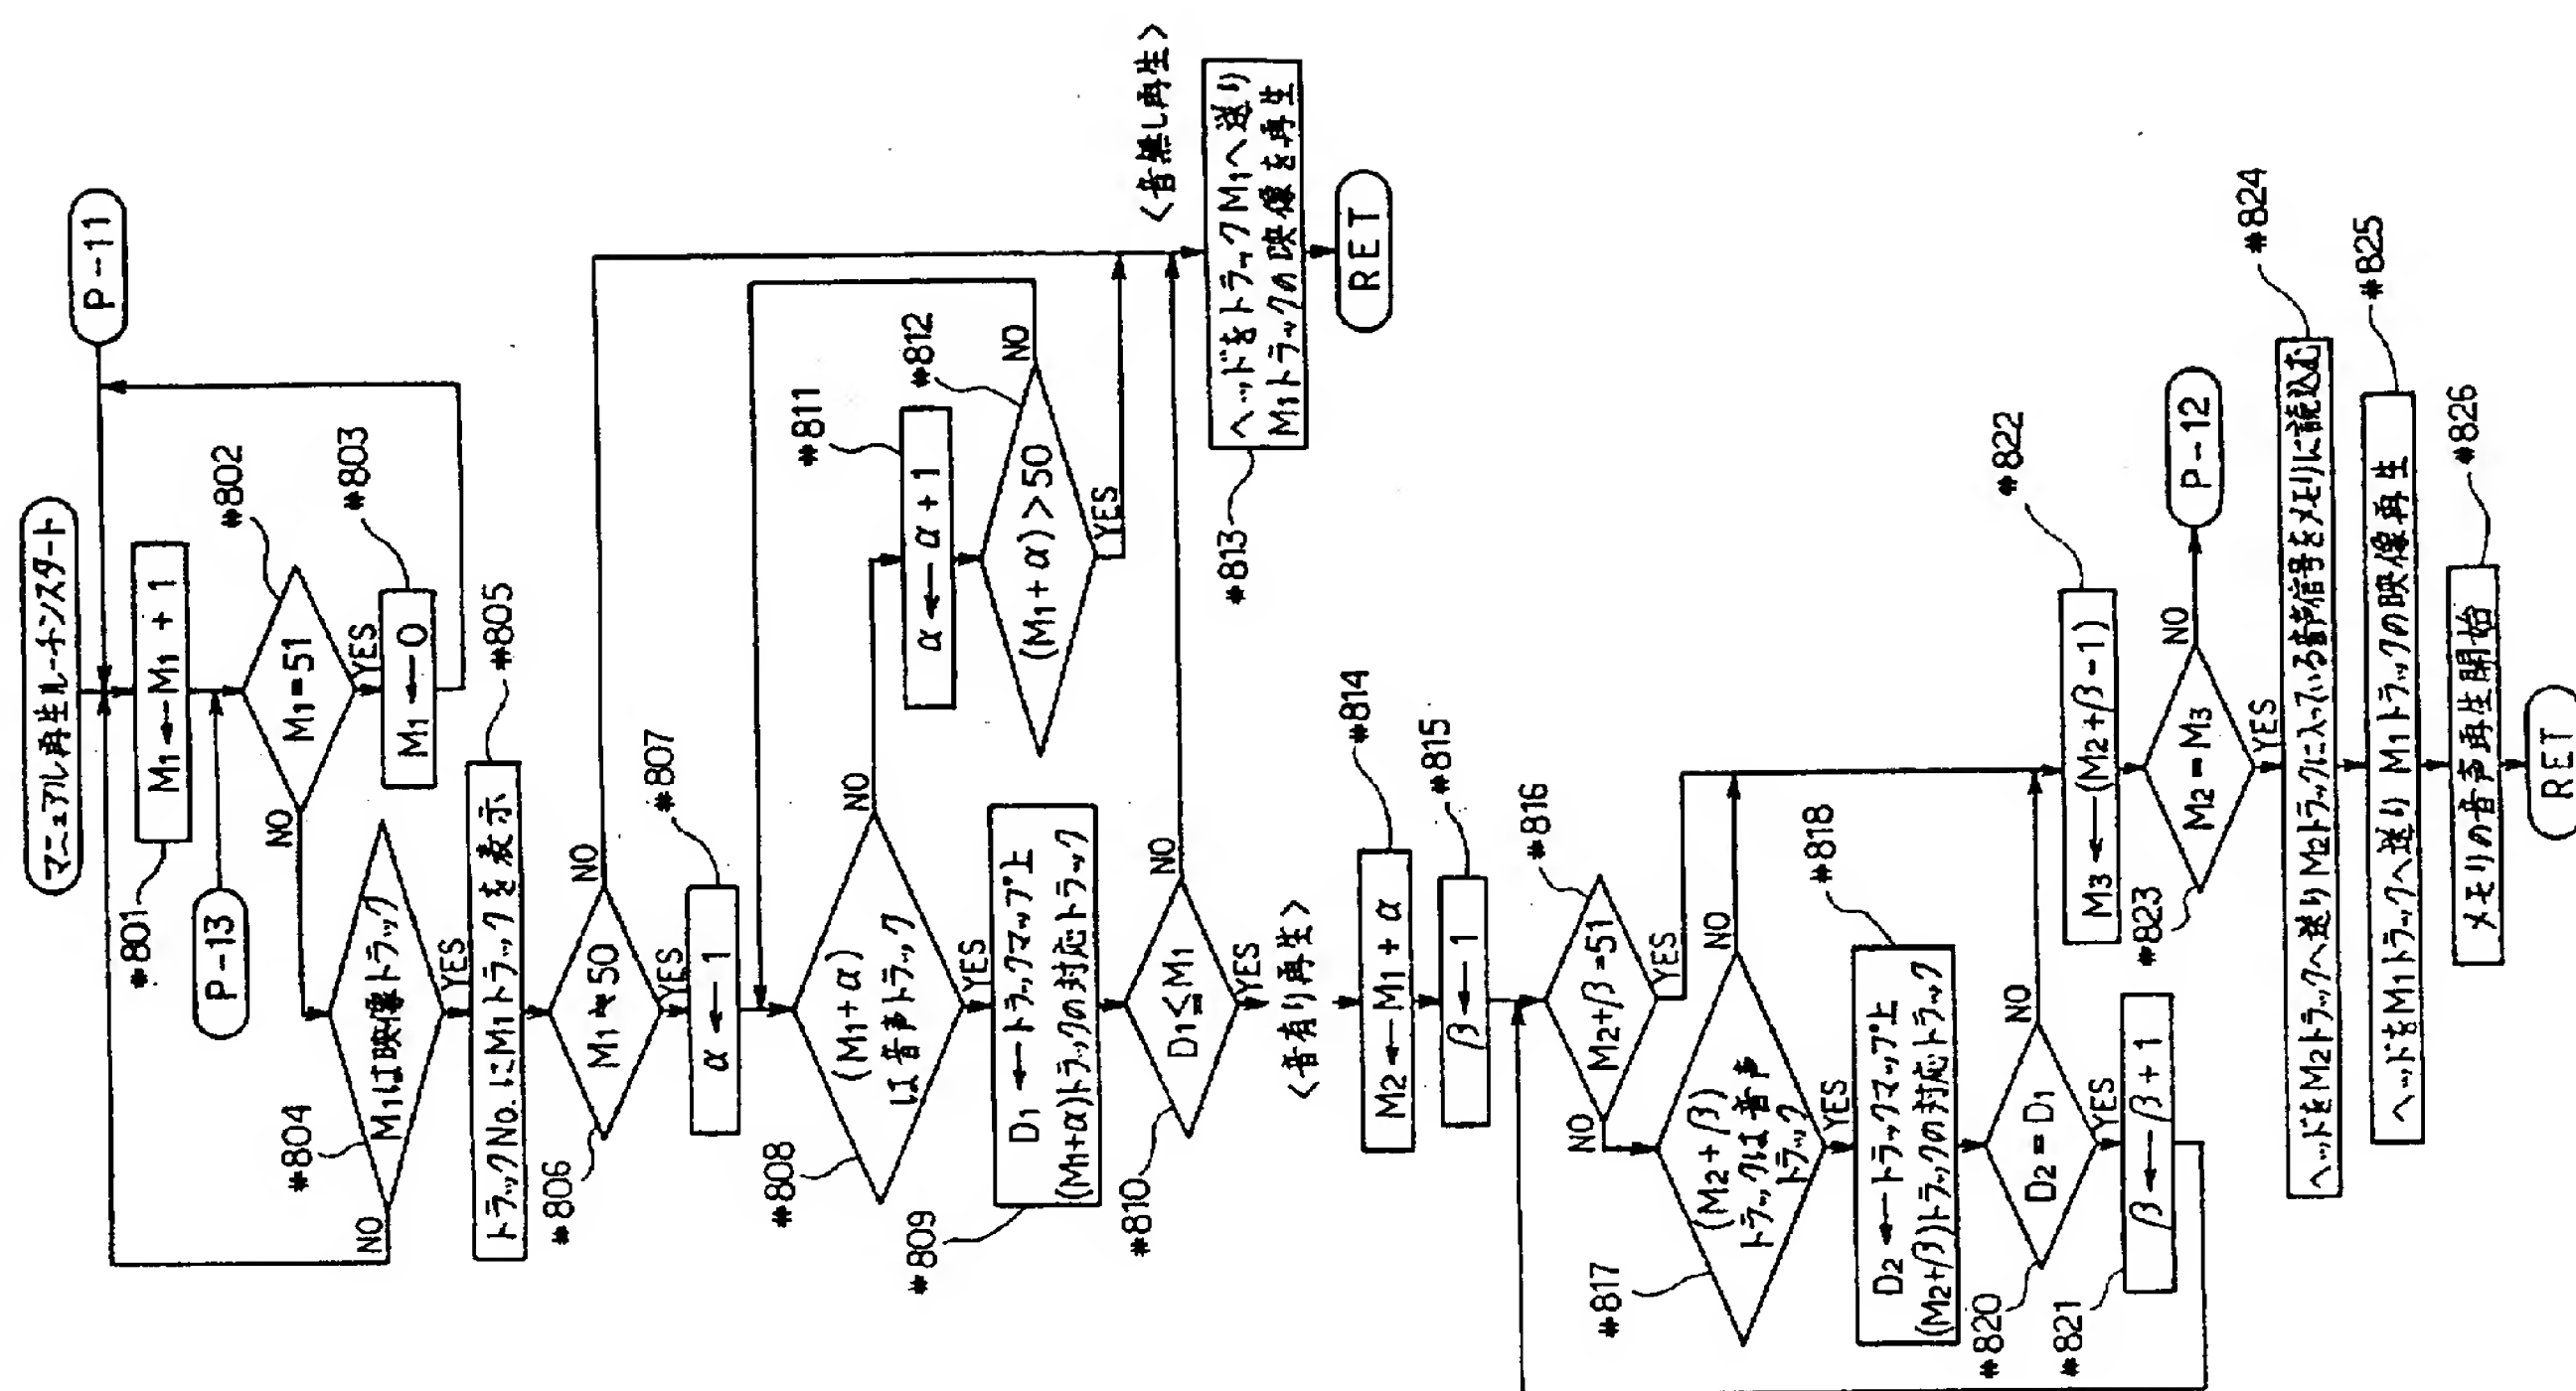 マニュアル再生ルーチンスタート
P-11
#801
M1←M1+1
P-13
#802
M1=51
NO
YES
#803
M1←0
#804
M1は映像トラック
NO
YES
#805
トラックNo.にM1トラックを表示
#806
M1≒50
NO
YES
#807
α←1
#808
(M1+α)
は音声トラック
NO
YES
#809
D1←トラックマップ上
(M1+α)トラックの対応トラック
#810
D1≦M1
NO
YES
#811
α←α+1
#812
(M1+α)>50
NO
YES
<音無し再生>
#813
ヘッドをトラックM1へ送り
M1トラックの映像を再生
RET
<音有り再生>
#814
M2←M1+α
#815
β←1
#816
M2+β=51
NO
YES
#817
(M2+β)
トラックは音声
トラック
NO
YES
#818
D2←トラックマップ上
(M2+β)トラックの対応トラック
#820
D2=D1
NO
YES
#821
β←β+1
#822
M3←(M2+β-1)
#823
M2=M3
NO
P-12
YES
#824
ヘッドをM2トラックへ送りM2トラックに入っている音声信号をメモリに読込む
#825
ヘッドをM1トラックへ送りM1トラックの映像再生
#826
メモリの音声再生開始
RET